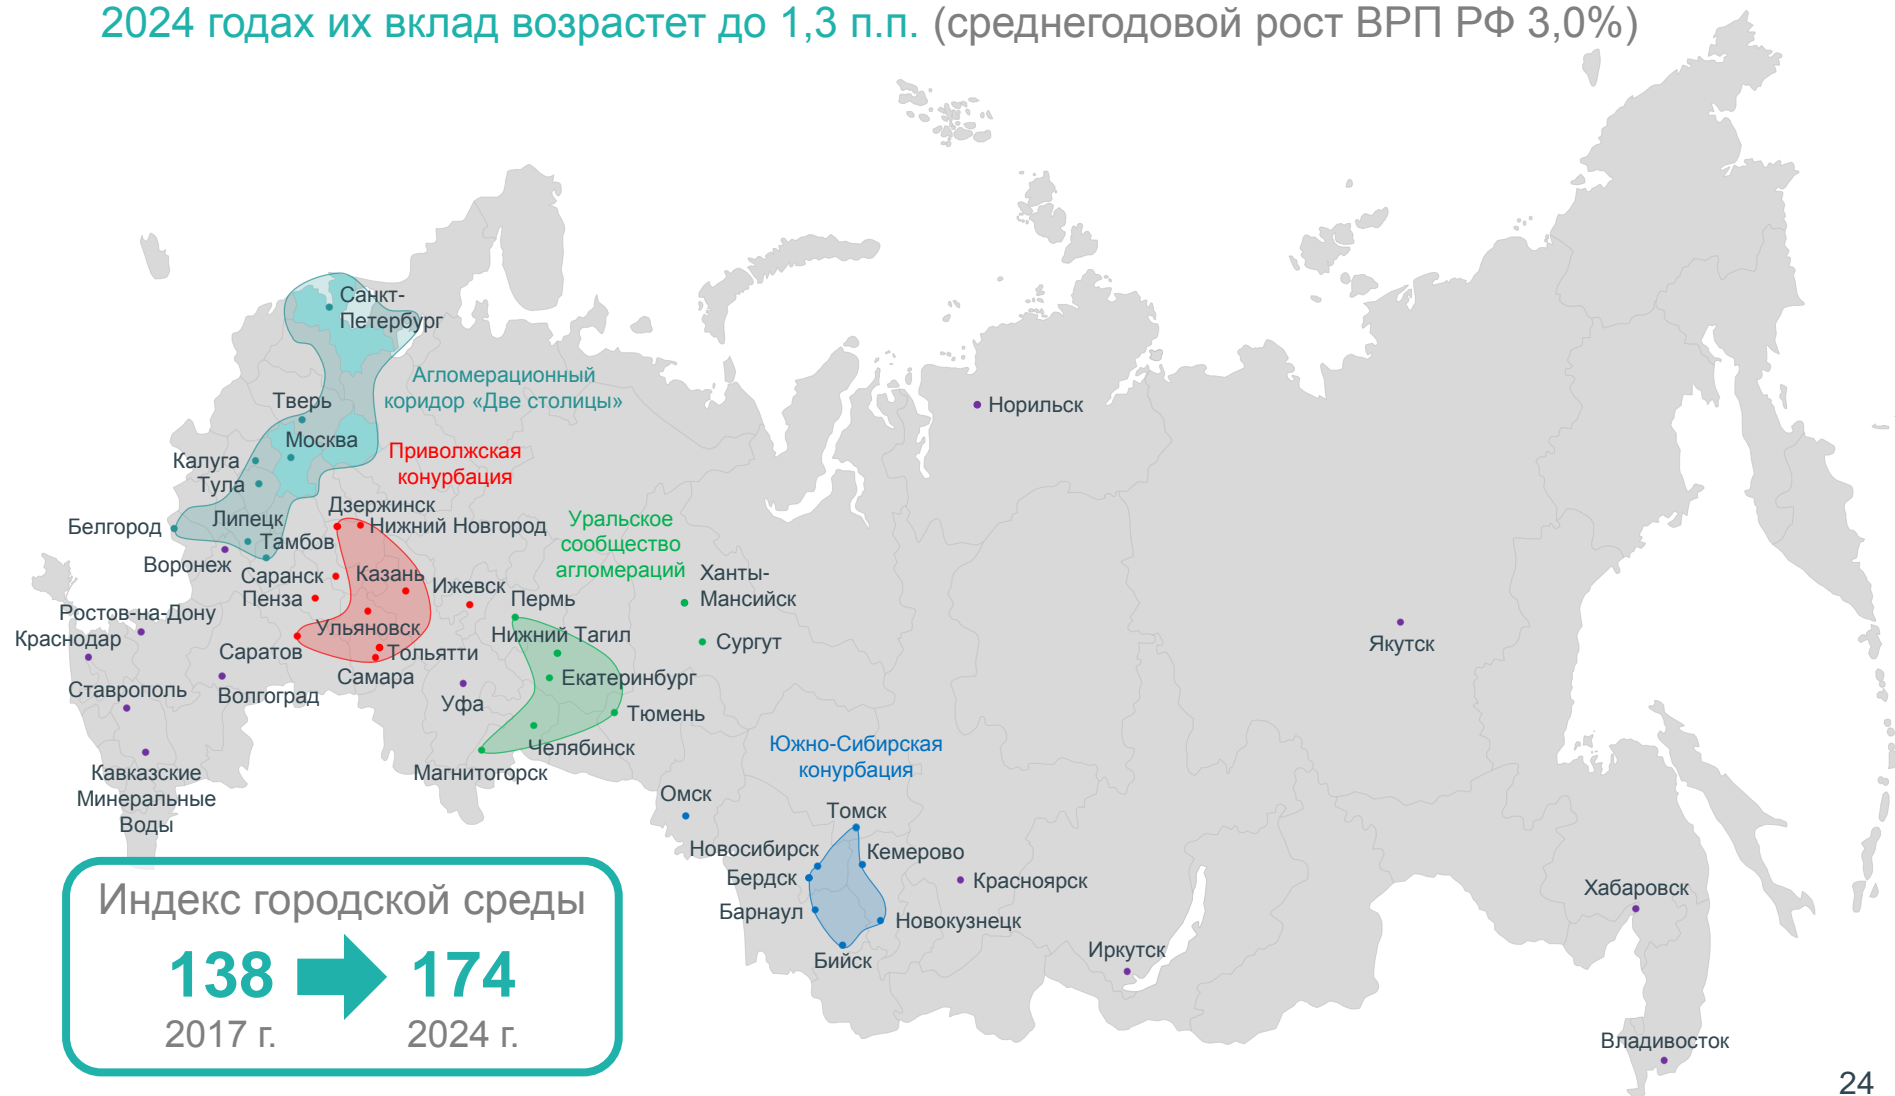 2024 годах их вклад возрастет до 1,3 п.п. (среднегодовой рост ВРП РФ 3,0%)
Санкт-
Петербург
Агломерационный
коридор «Две столицы»
Тверь
Москва
Калуга
Тула
Приволжская
конурбация
Норильск
Дзержинск
Нижний Новгород
Белгород
Липецк
Тамбов
Воронеж
Уральское
сообщество
агломераций
Саранск
Казань
Ижевск
Пенза
Пермь
Ханты-
Мансийск
Ростов-на-Дону
Краснодар
Ульяновск
Нижний Тагил
Сургут
Якутск
Саратов
Тольятти
Самара
Екатеринбург
Ставрополь
Волгоград
Уфа
Тюмень
Челябинск
Магнитогорск
Южно-Сибирская
конурбация
Кавказские
Минеральные
Воды
Омск
Томск
Новосибирск
Кемерово
Бердск
Красноярск
Барнаул
Новокузнецк
Бийск
Иркутск
Хабаровск
Владивосток
Индекс городской среды
138 174
2017 г. 2024 г.
24